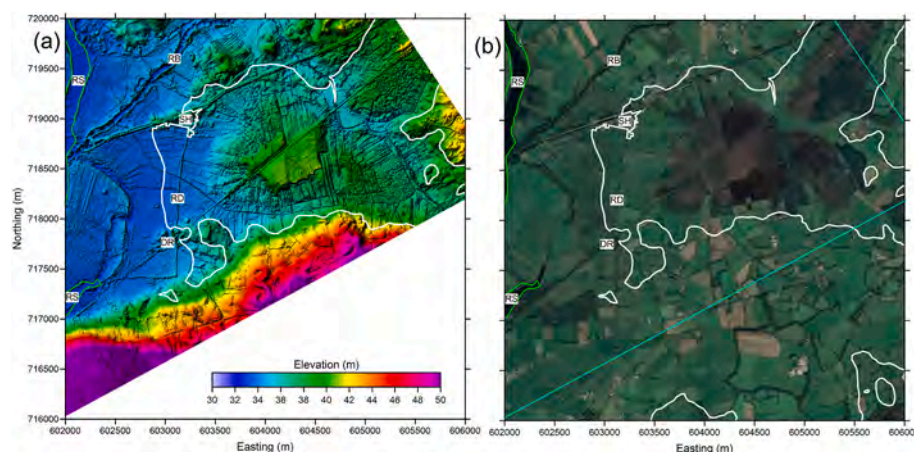 (a)
RS
RB
SH
RD
DR
RS
720000
719500
719000
718500
718000
717500
717000
716500
716000
Northing (m)
Elevation (m)
30 32 34 36 38 40 42 44 46 48 50
602000 602500 603000 603500 604000 604500 605000 605500 606000
Easting (m)
(b)
RS
RB
SH
RD
DR
RS
602000 602500 603000 603500 604000 604500 605000 605500 606000
Easting (m)